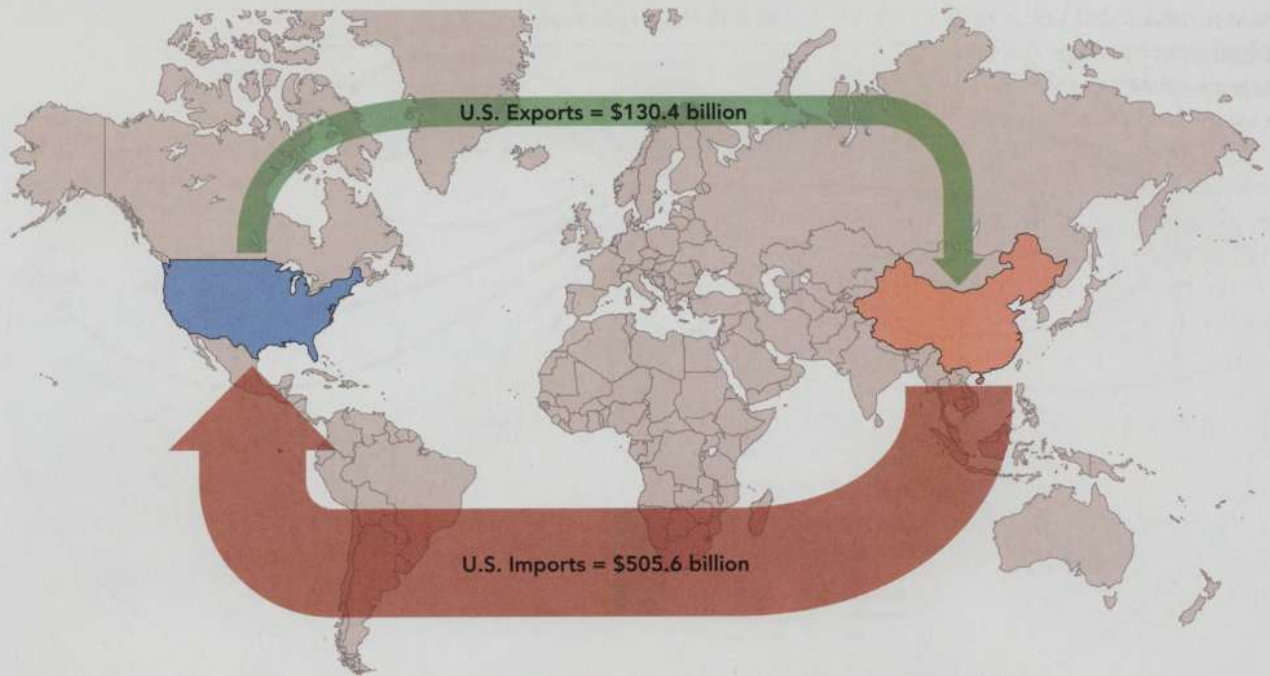 U.S. Exports = $130.4 billion
U.S. Imports = $505.6 billion